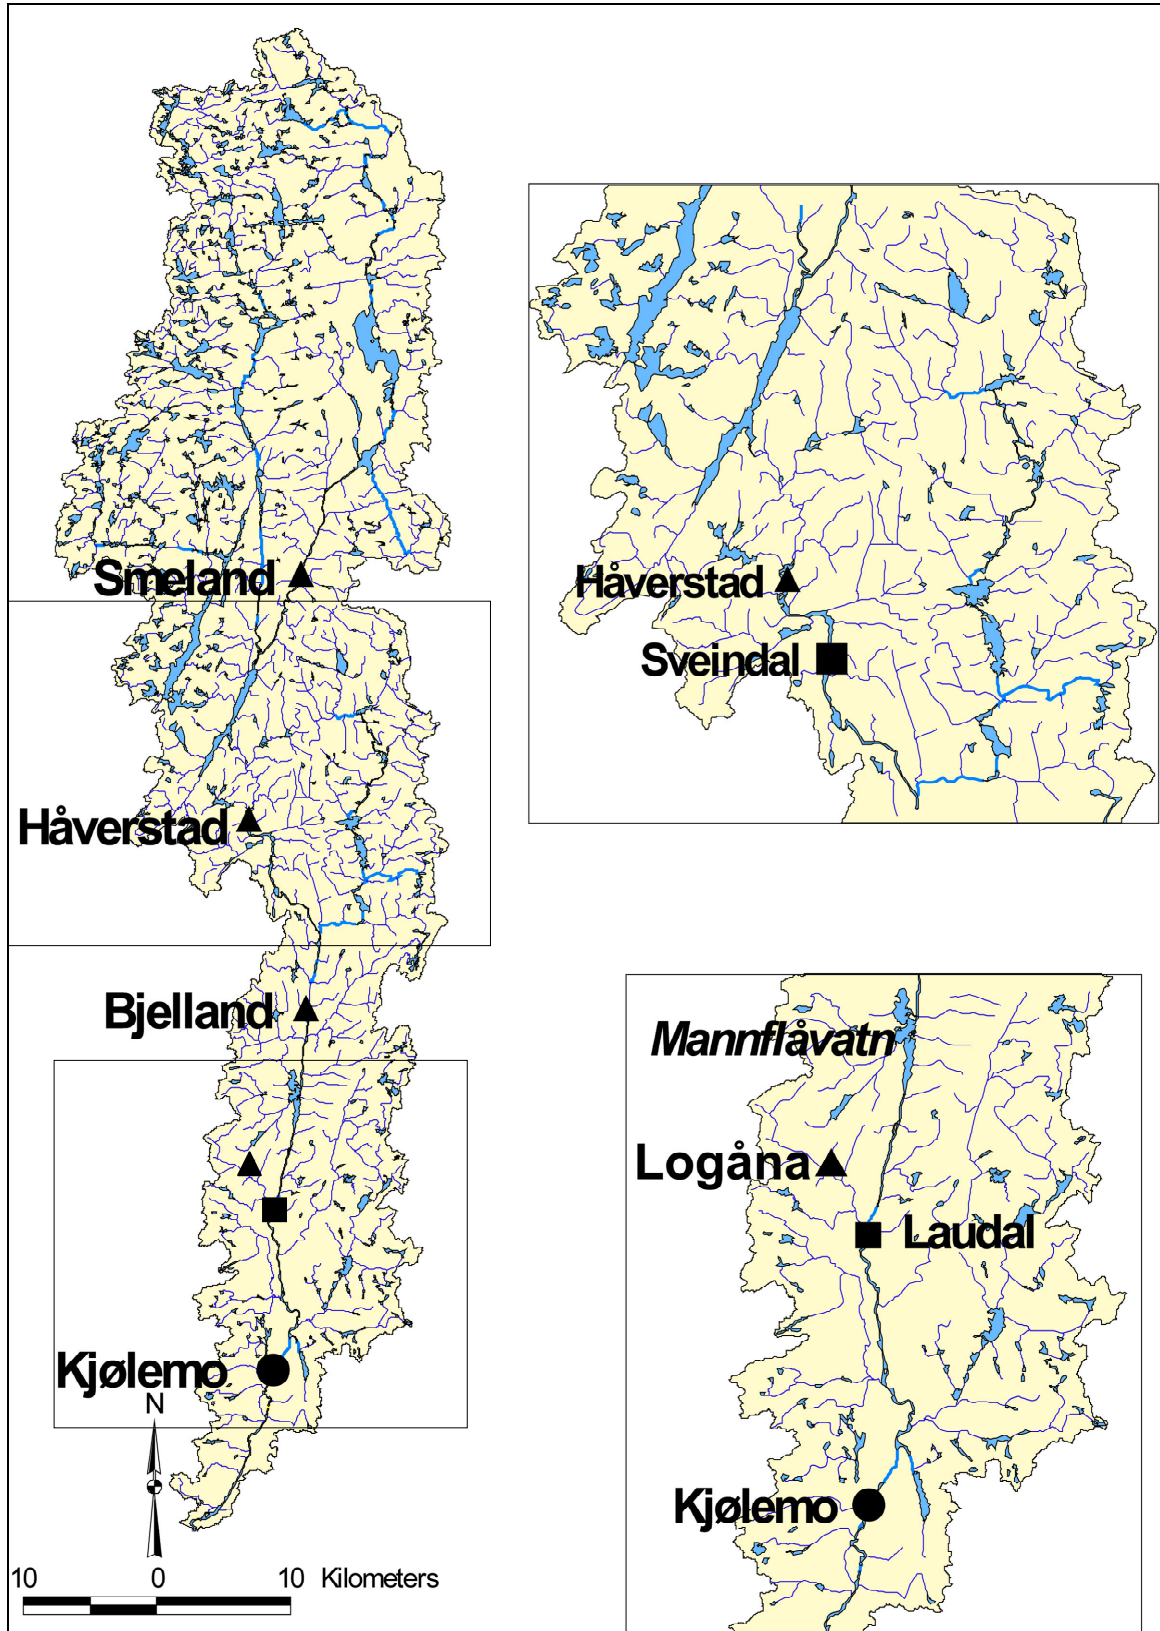 Smeland
Håverstad
Bjelland
Kjølemo
N
10 0 10 Kilometers
Håverstad
Sveindal
Mannflåvatn
Logåna
Laudal
Kjølemo